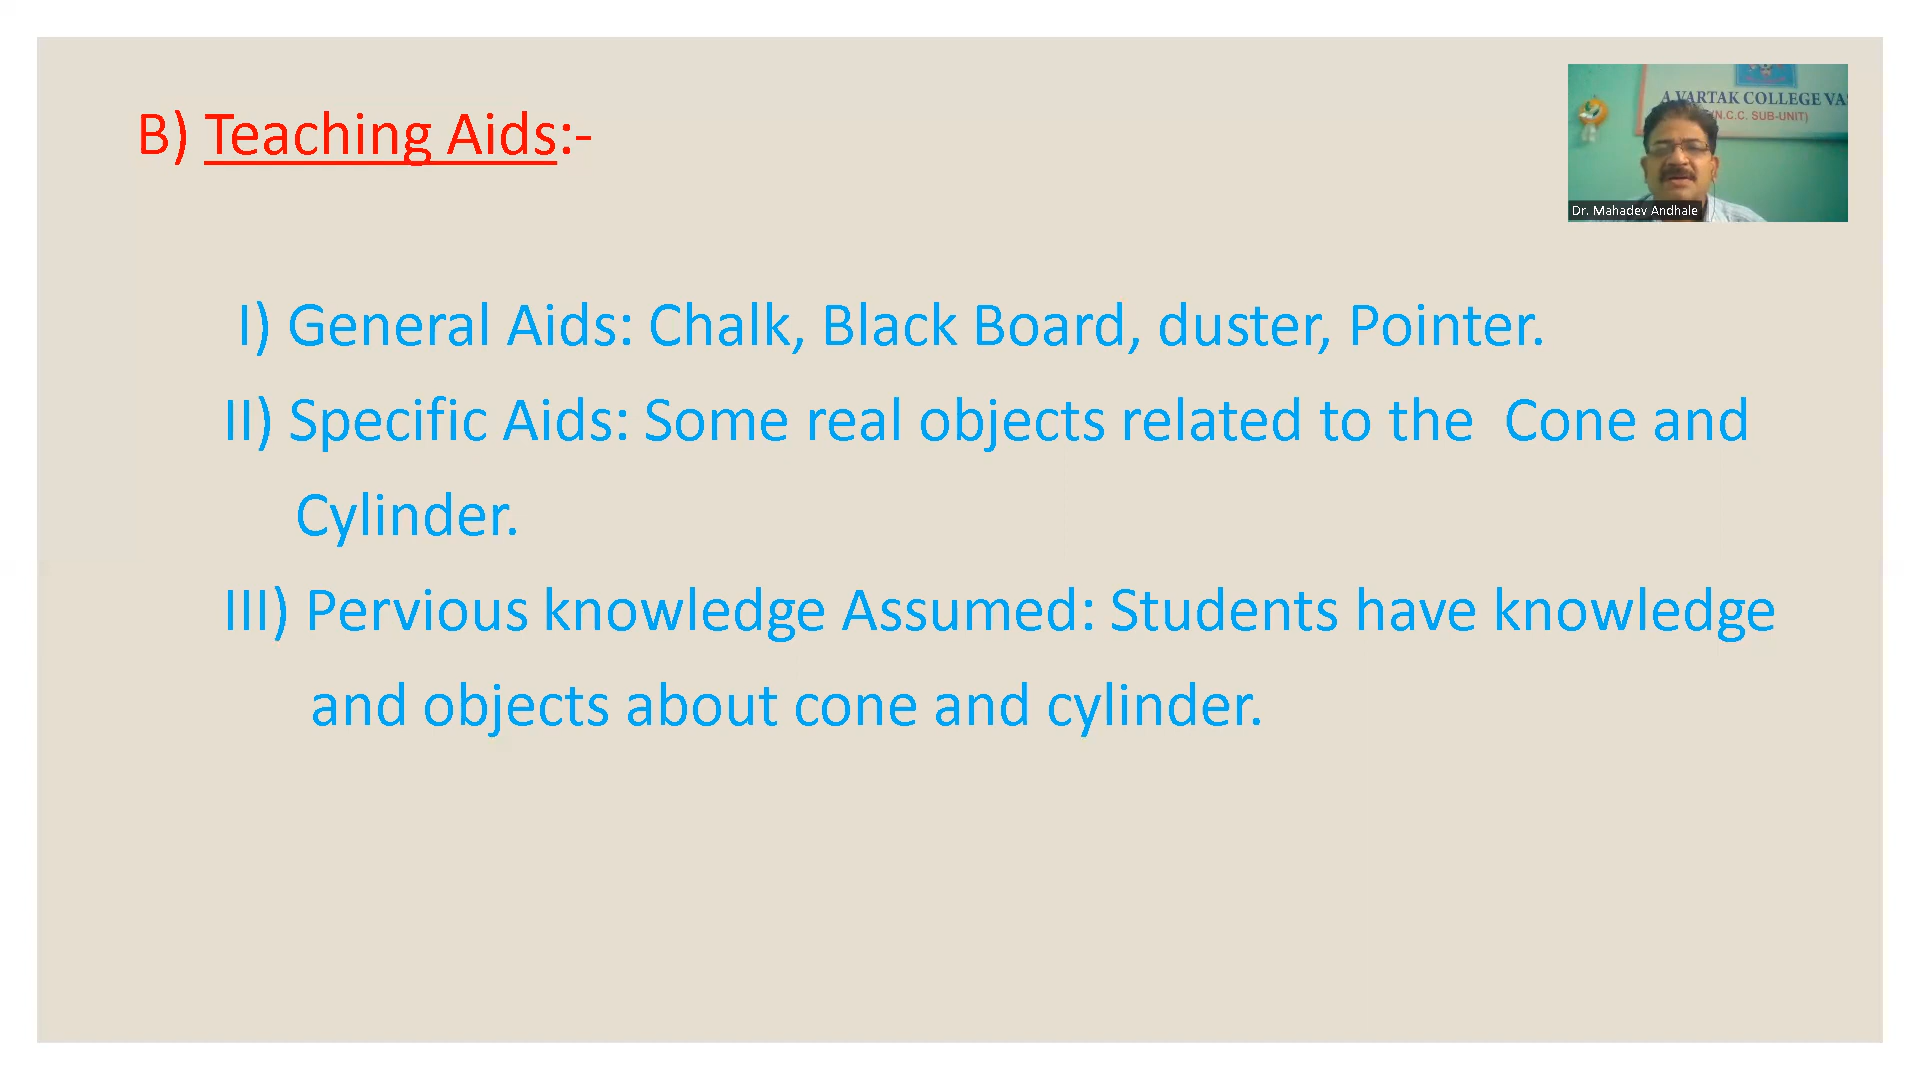 B) Teaching Aids:-
A.VARTAK COLLEGE
(N.C.C. SUB-UNIT)
Dr. Mahadev Andhale
I) General Aids: Chalk, Black Board, duster, Pointer.
II) Specific Aids: Some real objects related to the Cone and
Cylinder.
III) Pervious knowledge Assumed: Students have knowledge
and objects about cone and cylinder.